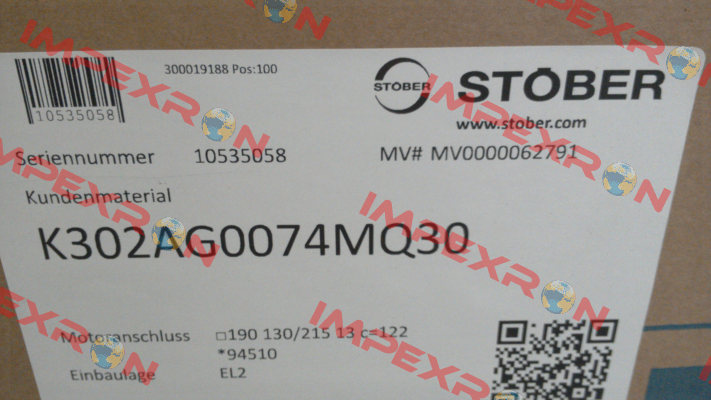 300019188 Pos:100
10535058
STÖBER
STÖBER
www.stober.com
Seriennummer 10535058
MV# MV0000062791
Kundenmaterial
K302AG0074MQ30
Motoranschluss □190 130/215 13 c=122
*94510
Einbaulage EL2
IMPEXRON
IMPEXRON
IMPEXRON
IMPEXRON
IMPEXRON
IMPEXRON